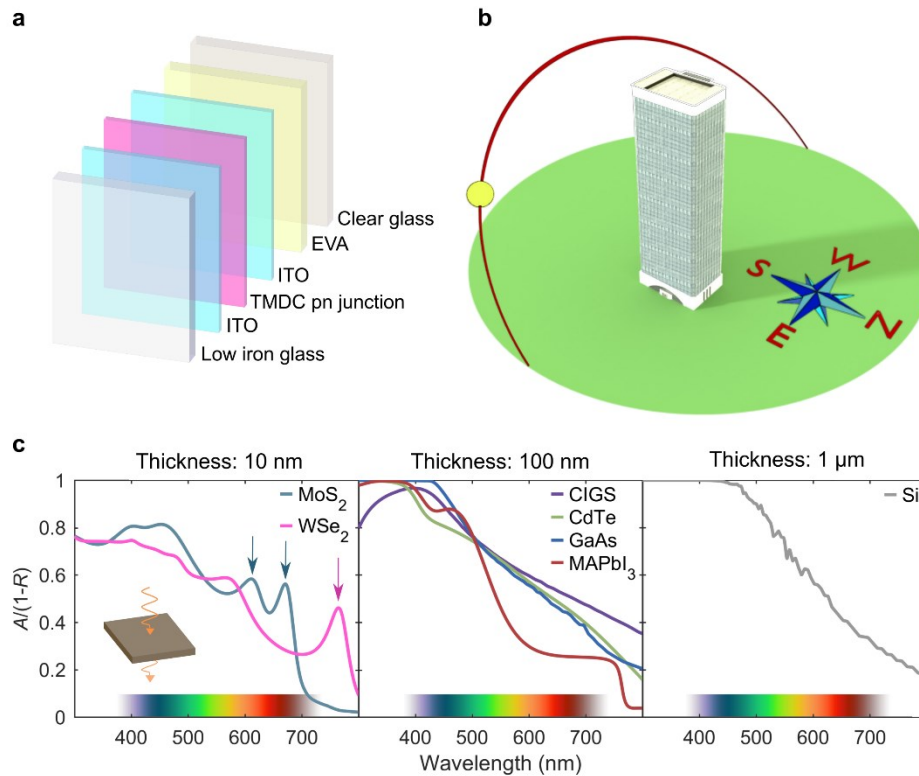 a
Clear glass
EVA
ITO
TMDC pn junction
ITO
Low iron glass
b
S
W
E
N
c
Thickness: 10 nm
Thickness: 100 nm
Thickness: 1 µm
MoS2
WSe2
2
2
CIGS
CdTe
GaAs
MAPbI3
Si
1
0.8
0.6
0.4
0.2
0
A/(1-R)
400 500 600 700
400 500 600 700
400 500 600 700
Wavelength (nm)